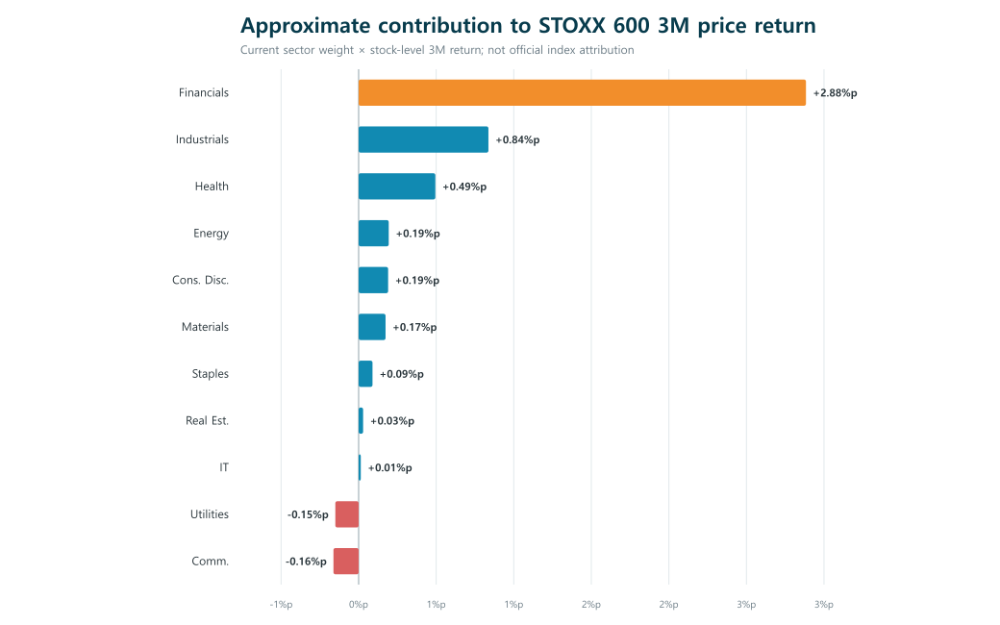 Approximate contribution to STOXX 600 3M price return
Current sector weight × stock-level 3M return; not official index attribution
Financials +2.88%p
Industrials +0.84%p
Health +0.49%p
Energy +0.19%p
Cons. Disc. +0.19%p
Materials +0.17%p
Staples +0.09%p
Real Est. +0.03%p
IT +0.01%p
Utilities -0.15%p
Comm. -0.16%p
-1%p 0%p 1%p 1%p 2%p 2%p 3%p 3%p